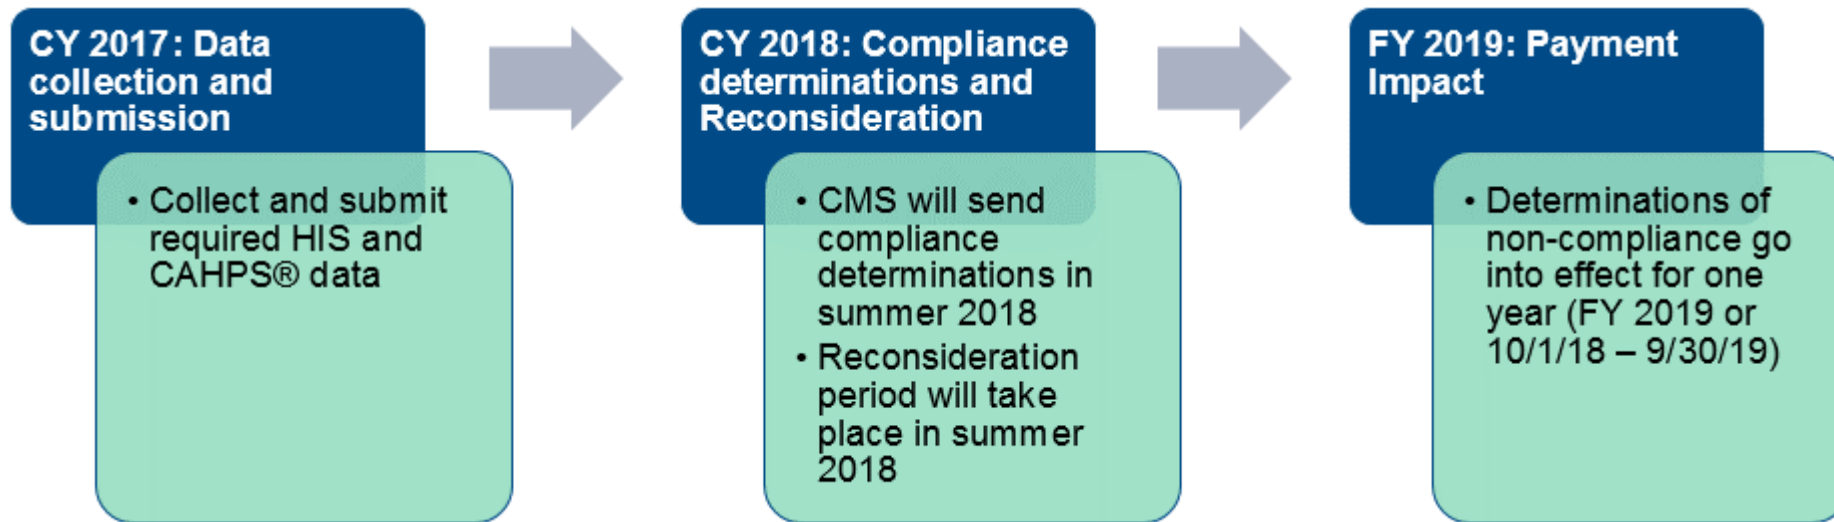 CY 2017: Data
collection and
submission
• Collect and submit
required HIS and
CAHPS® data
CY 2018: Compliance
determinations and
Reconsideration
• CMS will send
compliance
determinations in
summer 2018
• Reconsideration
period will take
place in summer
2018
FY 2019: Payment
Impact
• Determinations of
non-compliance go
into effect for one
year (FY 2019 or
10/1/18 – 9/30/19)